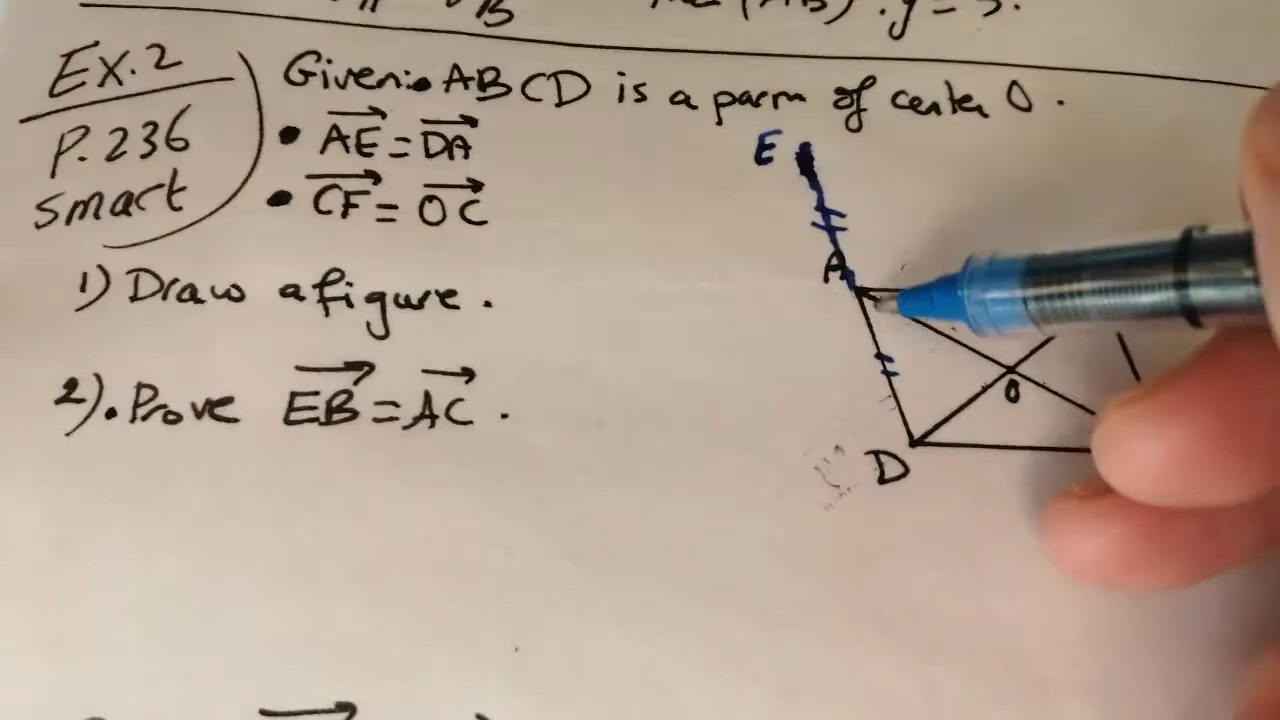 Ex.2
P.236
smart
Given: • ABCD is a parm of center O.
• AE = DA
• CF = OC
1) Draw a figure.
2). Prove EB = AC.
E
A
O
D